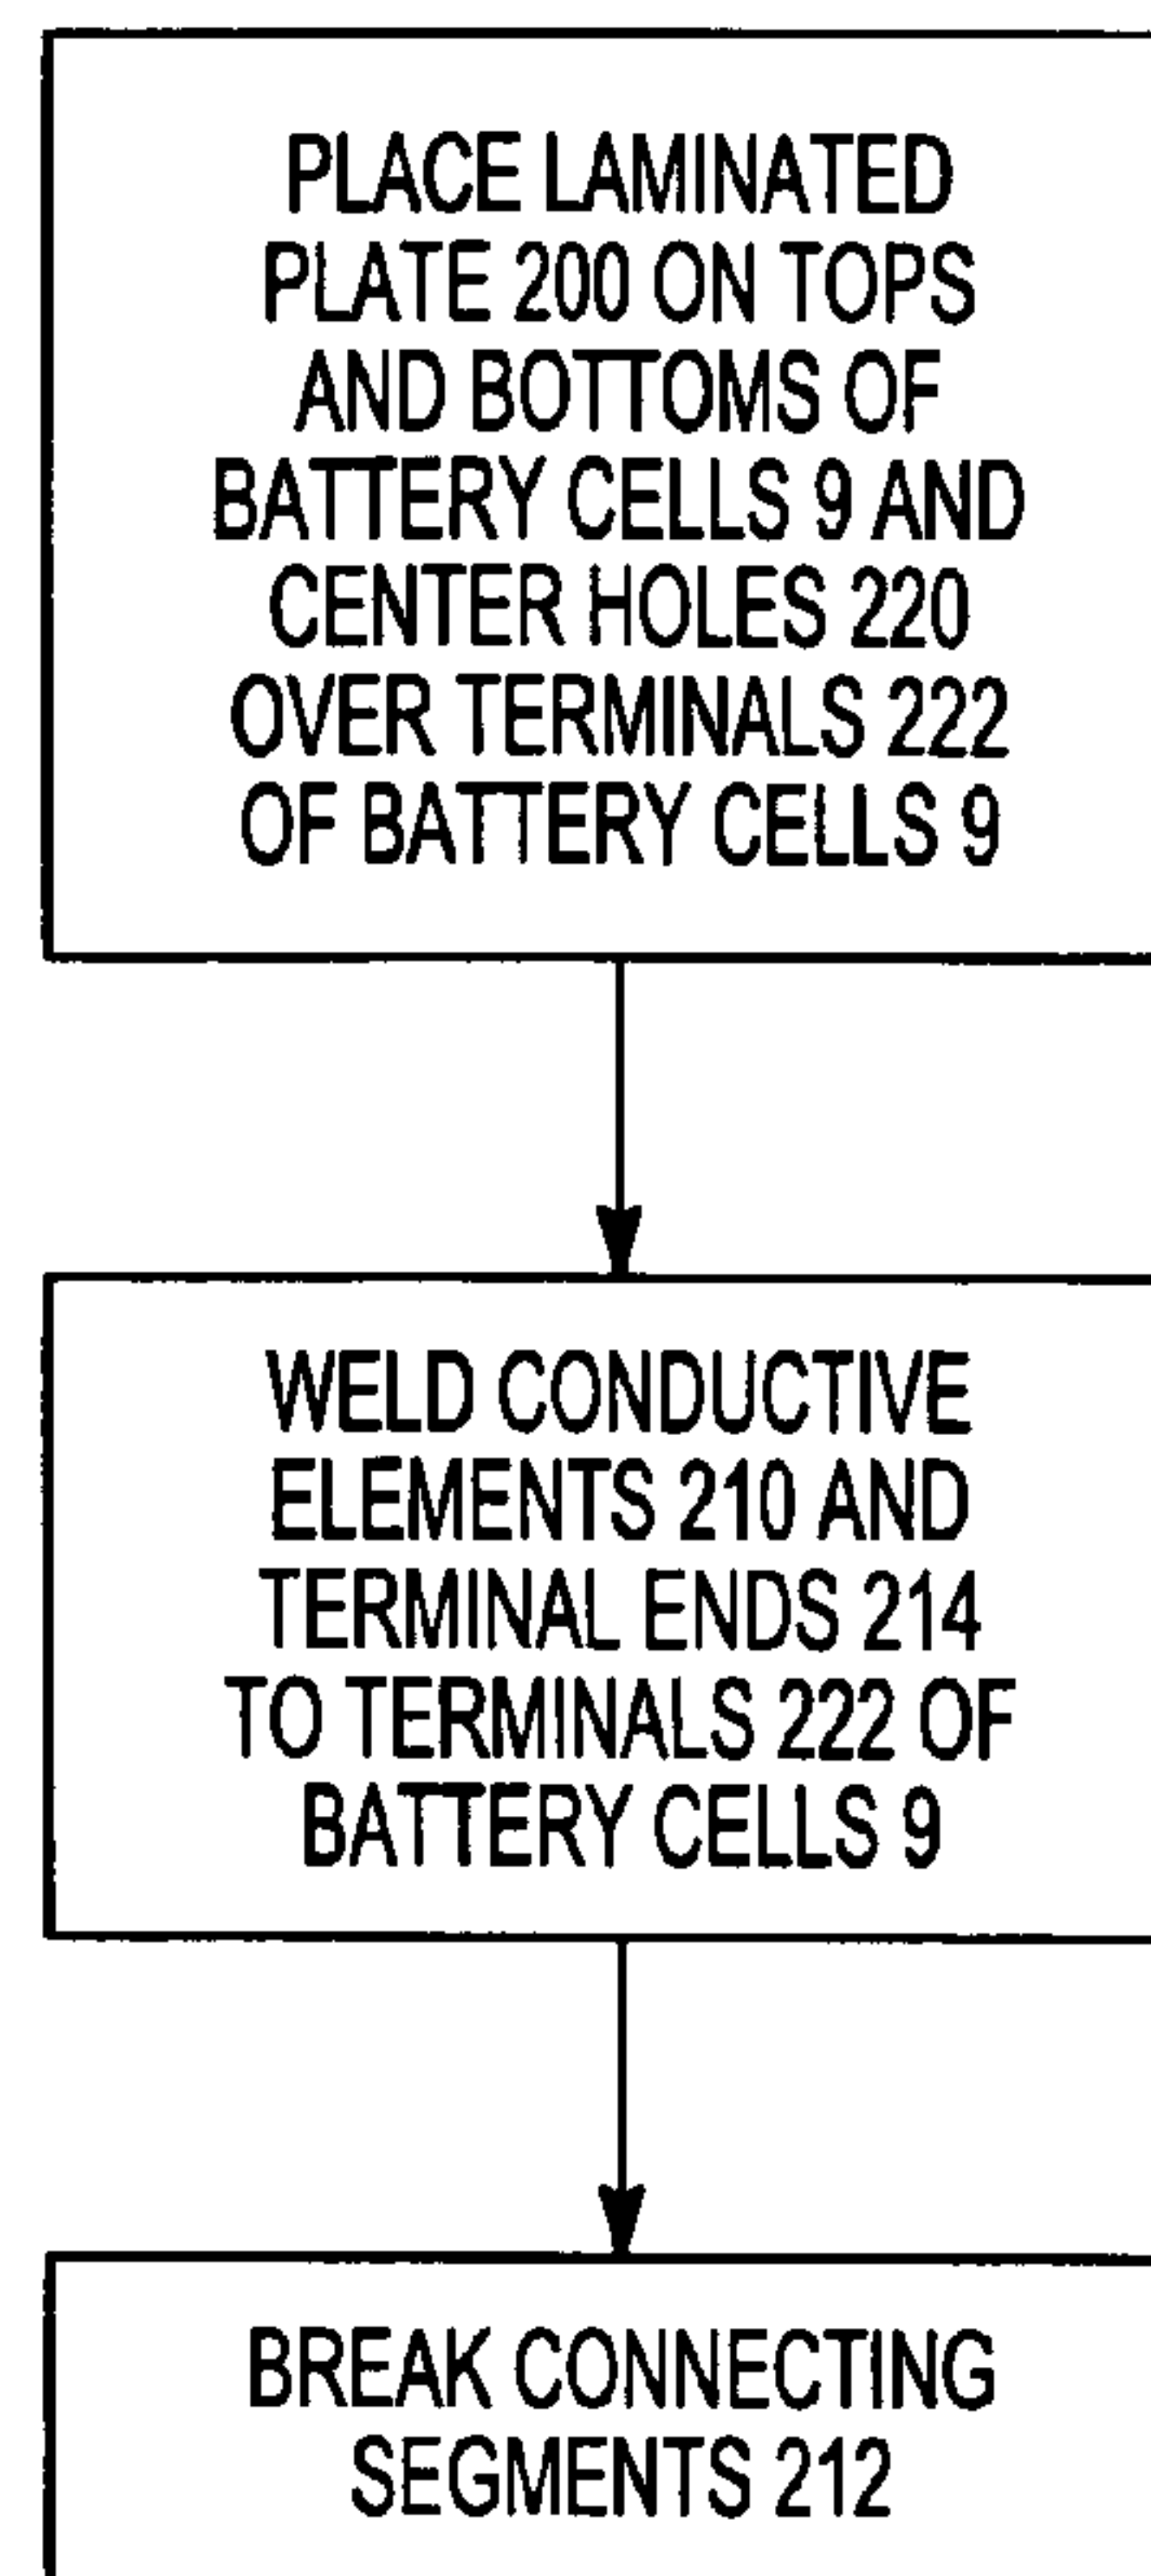 PLACE LAMINATED
PLATE 200 ON TOPS
AND BOTTOMS OF
BATTERY CELLS 9 AND
CENTER HOLES 220
OVER TERMINALS 222
OF BATTERY CELLS 9
WELD CONDUCTIVE
ELEMENTS 210 AND
TERMINAL ENDS 214
TO TERMINALS 222 OF
BATTERY CELLS 9
BREAK CONNECTING
SEGMENTS 212